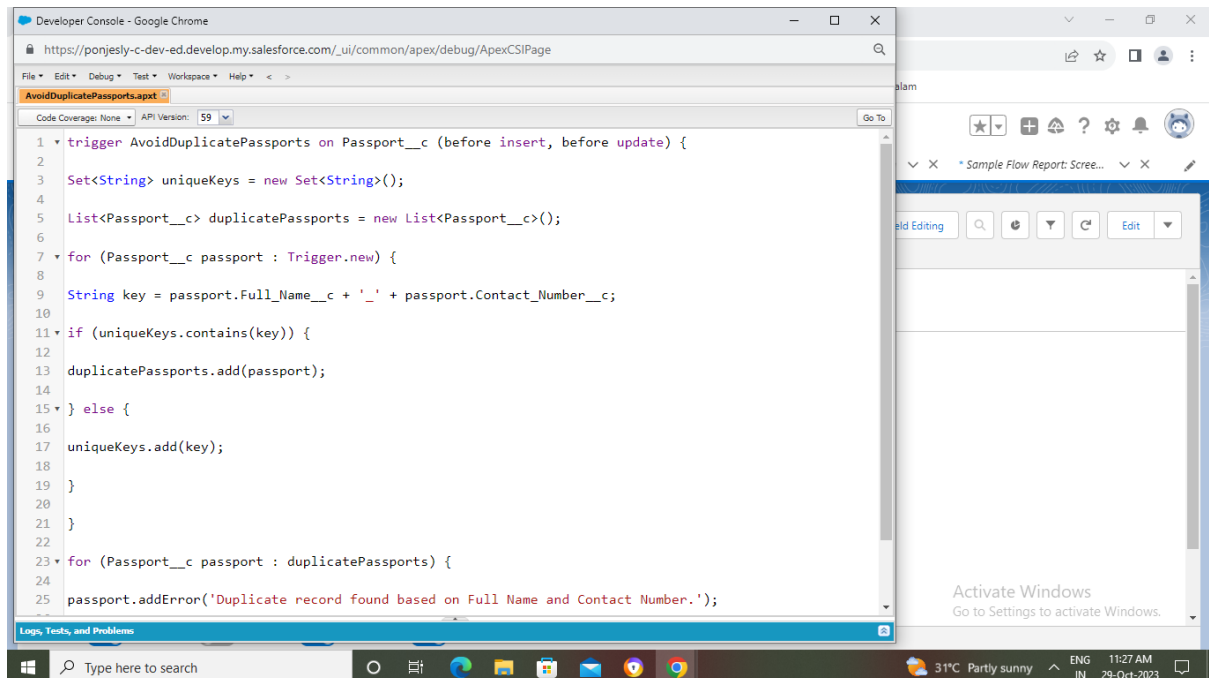 Developer Console - Google Chrome
https://ponjesly-c-dev-ed.develop.my.salesforce.com/_ui/common/apex/debug/ApexCSIPage
File Edit Debug Test Workspace Help < >
AvoidDuplicatePassports.apxt
Code Coverage: None API Version: 59 Go To
1 trigger AvoidDuplicatePassports on Passport__c (before insert, before update) {
2
3 Set<String> uniqueKeys = new Set<String>();
4
5 List<Passport__c> duplicatePassports = new List<Passport__c>();
6
7 for (Passport__c passport : Trigger.new) {
8
9 String key = passport.Full_Name__c + '_' + passport.Contact_Number__c;
10
11 if (uniqueKeys.contains(key)) {
12
13 duplicatePassports.add(passport);
14
15 } else {
16
17 uniqueKeys.add(key);
18
19 }
20
21 }
22
23 for (Passport__c passport : duplicatePassports) {
24
25 passport.addError('Duplicate record found based on Full Name and Contact Number.');
Logs, Tests, and Problems
alam
* Sample Flow Report: Scree...
eld Editing
Edit
Activate Windows
Go to Settings to activate Windows.
Type here to search
31°C Partly sunny
ENG
IN
11:27 AM
29-Oct-2023